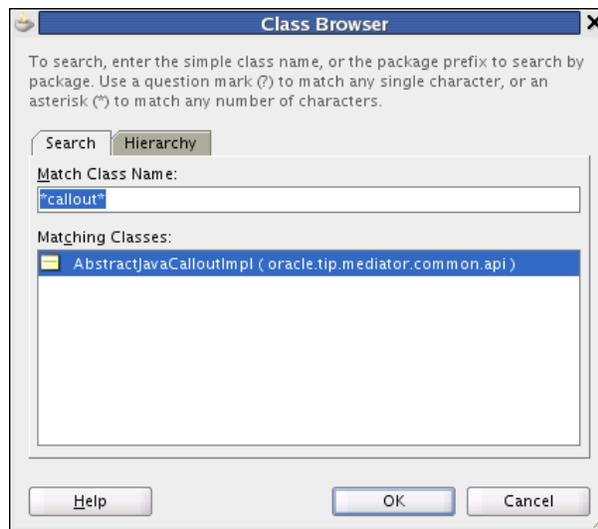 Class Browser
To search, enter the simple class name, or the package prefix to search by
package. Use a question mark (?) to match any single character, or an
asterisk (*) to match any number of characters.
Search Hierarchy
Match Class Name:
*callout*
Matching Classes:
AbstractJavaCalloutImpl ( oracle.tip.mediator.common.api )
Help OK Cancel